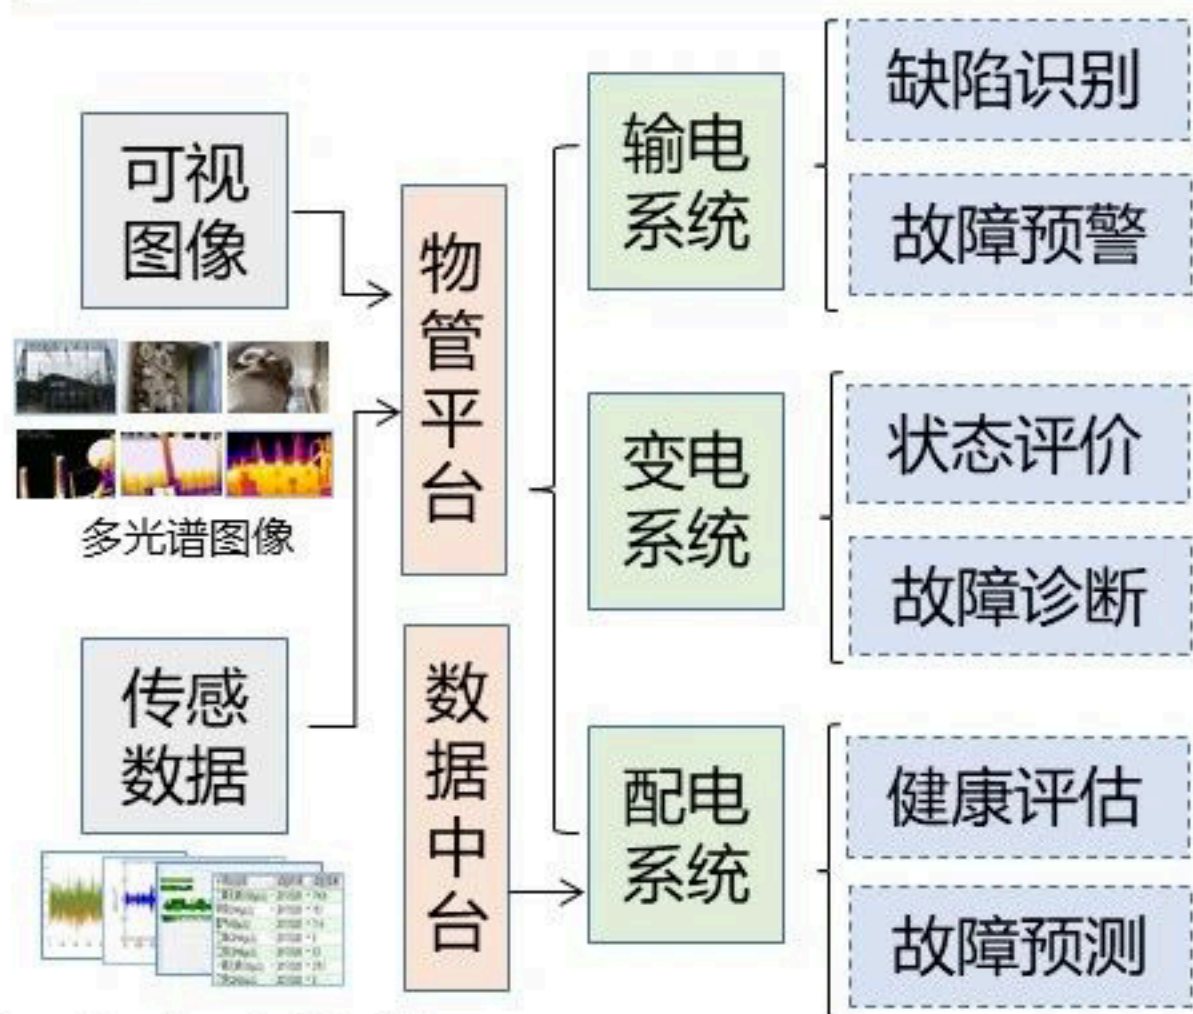 可视
图像
多光谱图像
传感
数据
物管平台
数据中台
输电
系统
变电
系统
配电
系统
缺陷识别
故障预警
状态评价
故障诊断
健康评估
故障预测